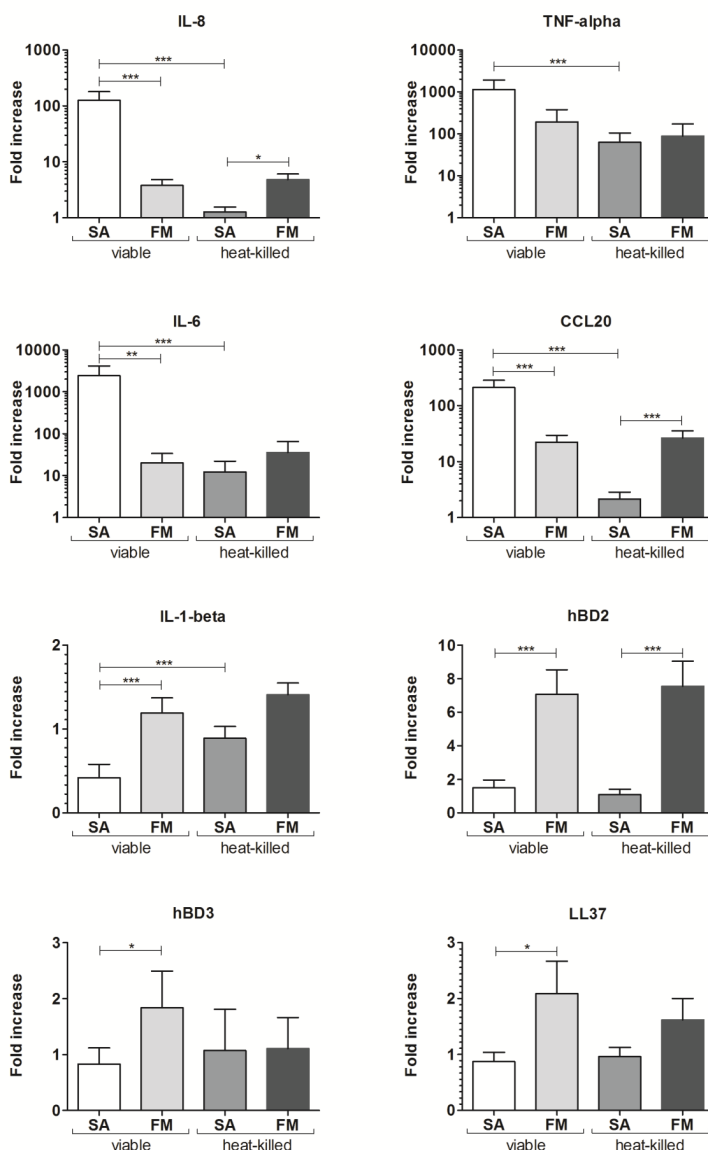 IL-8
Fold increase
1000
100
10
1
***
***
*
SA FM SA FM
viable heat-killed
TNF-alpha
Fold increase
10000
1000
100
10
1
***
SA FM SA FM
viable heat-killed
IL-6
Fold increase
10000
1000
100
10
1
***
**
SA FM SA FM
viable heat-killed
CCL20
Fold increase
1000
100
10
1
***
***
***
SA FM SA FM
viable heat-killed
IL-1-beta
Fold increase
2
1
0
***
***
SA FM SA FM
viable heat-killed
hBD2
Fold increase
10
8
6
4
2
0
*** ***
SA FM SA FM
viable heat-killed
hBD3
Fold increase
3
2
1
0
*
SA FM SA FM
viable heat-killed
LL37
Fold increase
3
2
1
0
*
SA FM SA FM
viable heat-killed